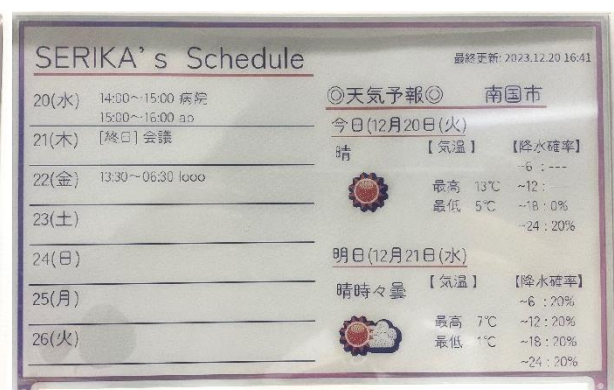 SERIKA's Schedule
最終更新: 2023.12.20 16:41
20(水) 14:00～15:00 病院
15:00～16:00 ao
21(木) [終日] 会議
22(金) 13:30～06:30 looo
23(土)
24(日)
25(月)
26(火)
◎天気予報◎ 南国市
今日(12月20日(火)
晴 【気温】 【降水確率】
~6 : ---
最高 13℃ ~12 : ---
最低 5℃ ~18 : 0%
~24 : 20%
明日(12月21日(水)
晴時々曇 【気温】 【降水確率】
~6 : 20%
最高 7℃ ~12 : 20%
最低 1℃ ~18 : 20%
~24 : 20%